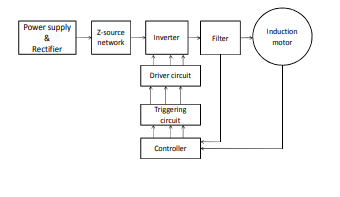 Power supply
&
Rectifier
Z-source
network
Inverter
Filter
Induction
motor
Driver circuit
Triggering
circuit
Controller